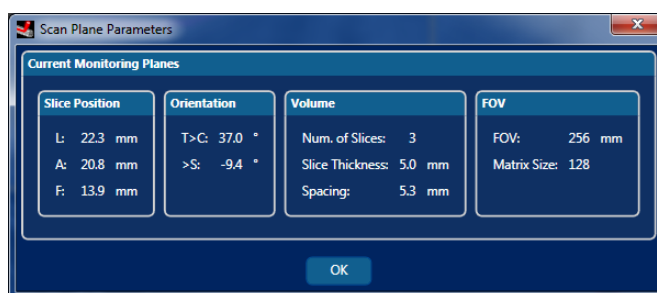 Scan Plane Parameters
Current Monitoring Planes
Slice Position
L: 22.3 mm
A: 20.8 mm
F: 13.9 mm
Orientation
T>C: 37.0 °
>S: -9.4 °
Volume
Num. of Slices: 3
Slice Thickness: 5.0 mm
Spacing: 5.3 mm
FOV
FOV: 256 mm
Matrix Size: 128
OK